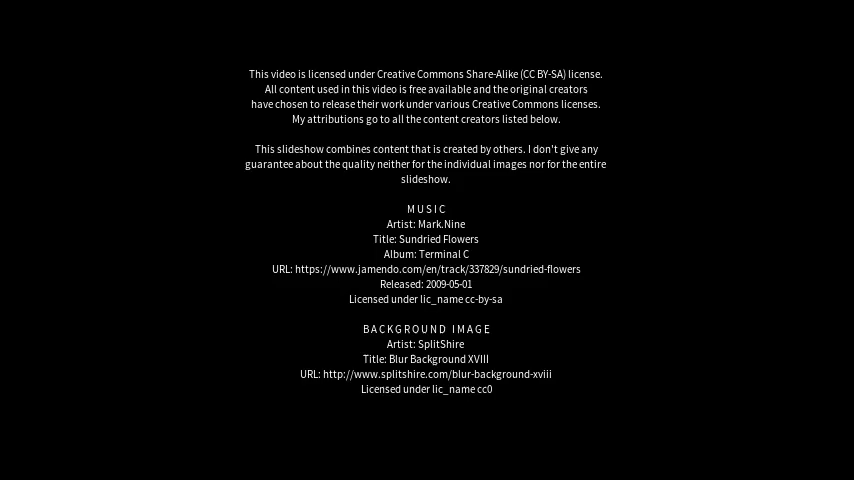 This video is licensed under Creative Commons Share-Alike (CC BY-SA) license.
All content used in this video is free available and the original creators
have chosen to release their work under various Creative Commons licenses.
My attributions go to all the content creators listed below.
This slideshow combines content that is created by others. I don't give any
guarantee about the quality neither for the individual images nor for the entire
slideshow.
MUSIC
Artist: Mark.Nine
Title: Sundried Flowers
Album: Terminal C
URL: https://www.jamendo.com/en/track/337829/sundried-flowers
Released: 2009-05-01
Licensed under lic_name cc-by-sa
BACKGROUND IMAGE
Artist: SplitShire
Title: Blur Background XVIII
URL: http://www.splitshire.com/blur-background-xviii
Licensed under lic_name cc0